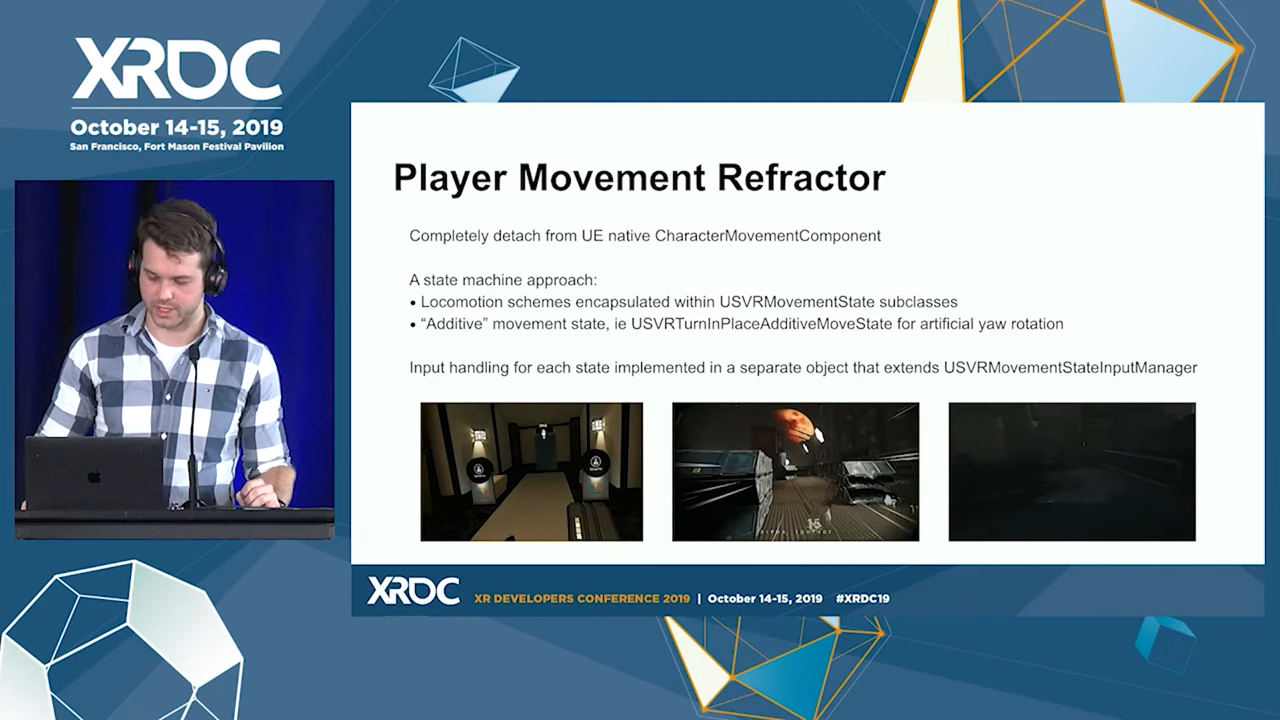 XRDC
October 14-15, 2019
San Francisco, Fort Mason Festival Pavilion
Player Movement Refractor
Completely detach from UE native CharacterMovementComponent
A state machine approach:
• Locomotion schemes encapsulated within USVRMovementState subclasses
• “Additive” movement state, ie USVRTurnInPlaceAdditiveMoveState for artificial yaw rotation
Input handling for each state implemented in a separate object that extends USVRMovementStateInputManager
15
XRDC
XR DEVELOPERS CONFERENCE 2019 | October 14-15, 2019 #XRDC19